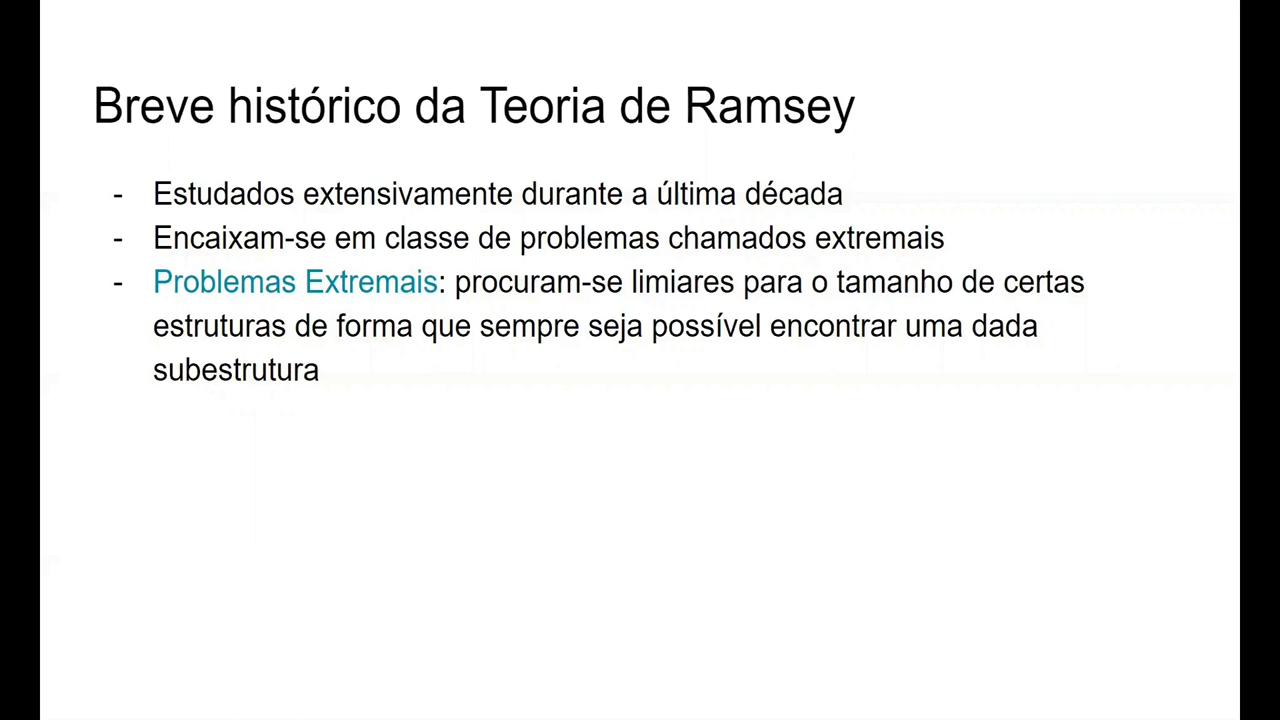 Breve histórico da Teoria de Ramsey
- Estudados extensivamente durante a última década
- Encaixam-se em classe de problemas chamados extremais
- Problemas Extremais: procuram-se limiares para o tamanho de certas
estruturas de forma que sempre seja possível encontrar uma dada
subestrutura